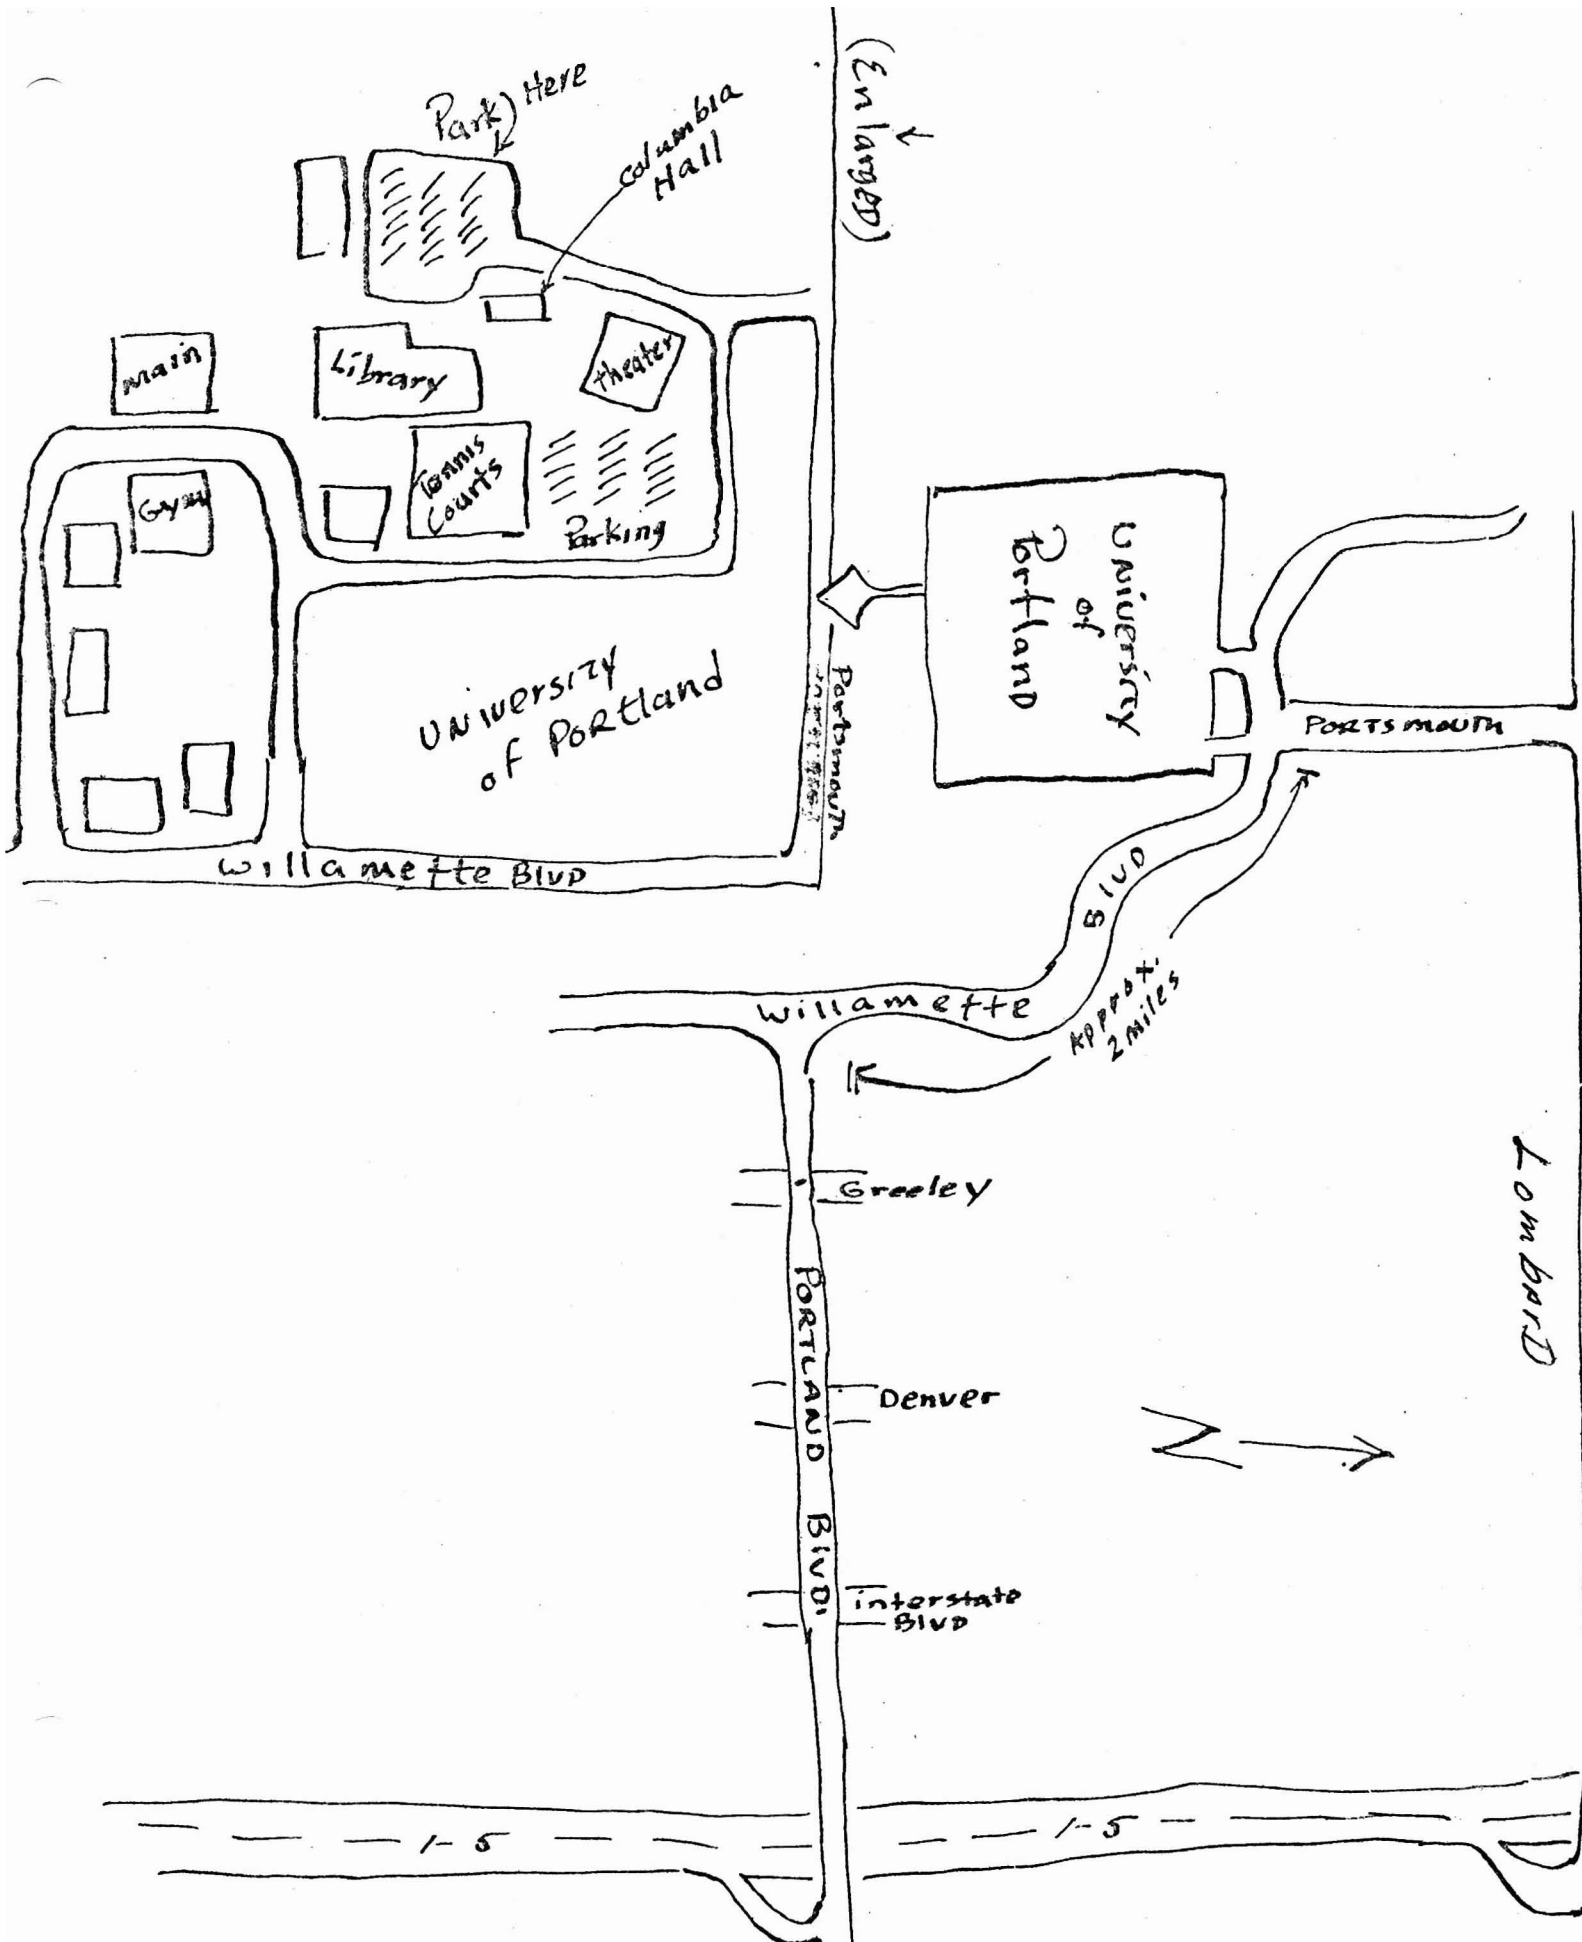 (EnlargeD)
Park Here
Columbia
Hall
Main
Library
theater
Gym
Tennis
Courts
Parking
UNiversity
of
Portland
UNiversity
of PoRtland
Portsmouth
PORTSMOUTH
Willamette BlvD
Willamette BlvD
Approx.
2 miles
Greeley
PORTLAND BlvD.
Denver
LombarD
N
interstate
BlvD
I-5
I-5